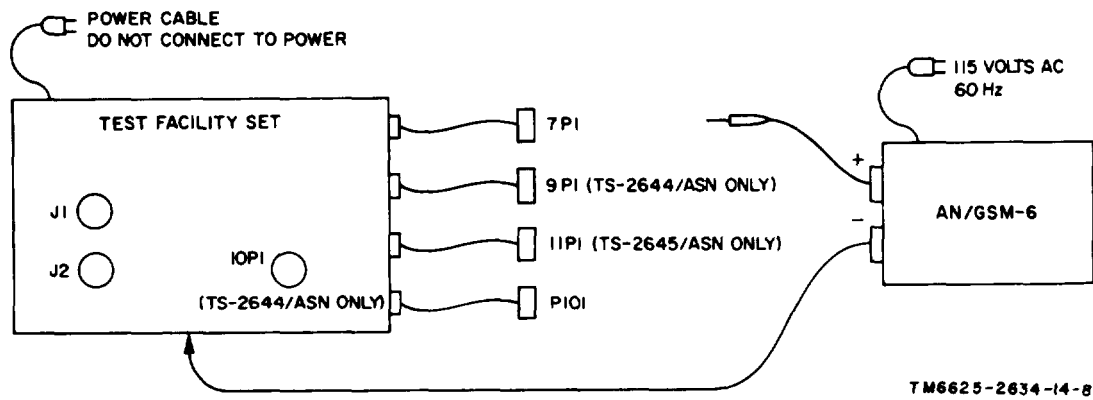 POWER CABLE
DO NOT CONNECT TO POWER
115 VOLTS AC
60 Hz
TEST FACILITY SET
7P1
9P1 (TS-2644/ASN ONLY)
11P1 (TS-2645/ASN ONLY)
P101
J1
J2
10P1
(TS-2644/ASN ONLY)
+
−
AN/GSM-6
TM6625-2634-14-8